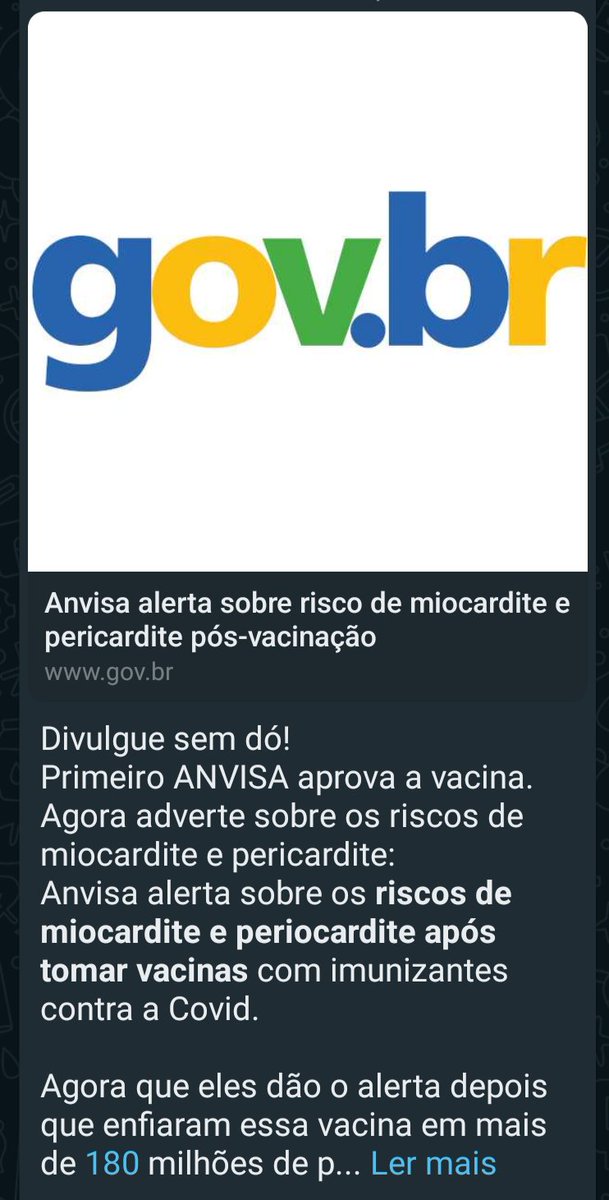 gov.br
Anvisa alerta sobre risco de miocardite e
pericardite pós-vacinação
www.gov.br
Divulgue sem dó!
Primeiro ANVISA aprova a vacina.
Agora adverte sobre os riscos de
miocardite e pericardite:
Anvisa alerta sobre os riscos de
miocardite e periocardite após
tomar vacinas com imunizantes
contra a Covid.
Agora que eles dão o alerta depois
que enfiaram essa vacina em mais
de 180 milhões de p... Ler mais